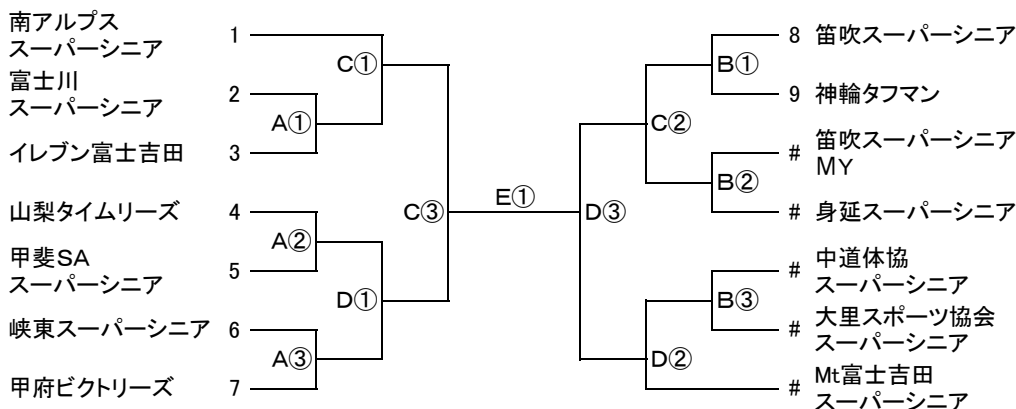 南アルプス
スーパーシニア 1
C①
富士川
スーパーシニア 2
A①
イレブン富士吉田 3
C③
山梨タイムリーズ 4
A②
甲斐SA
スーパーシニア 5
D①
峡東スーパーシニア 6
A③
甲府ビクトリーズ 7
E①
8 笛吹スーパーシニア
B①
9 神輪タフマン
C②
# 笛吹スーパーシニア
MY
B②
# 身延スーパーシニア
D③
# 中道体協
スーパーシニア
B③
# 大里スポーツ協会
スーパーシニア
D②
# Mt富士吉田
スーパーシニア